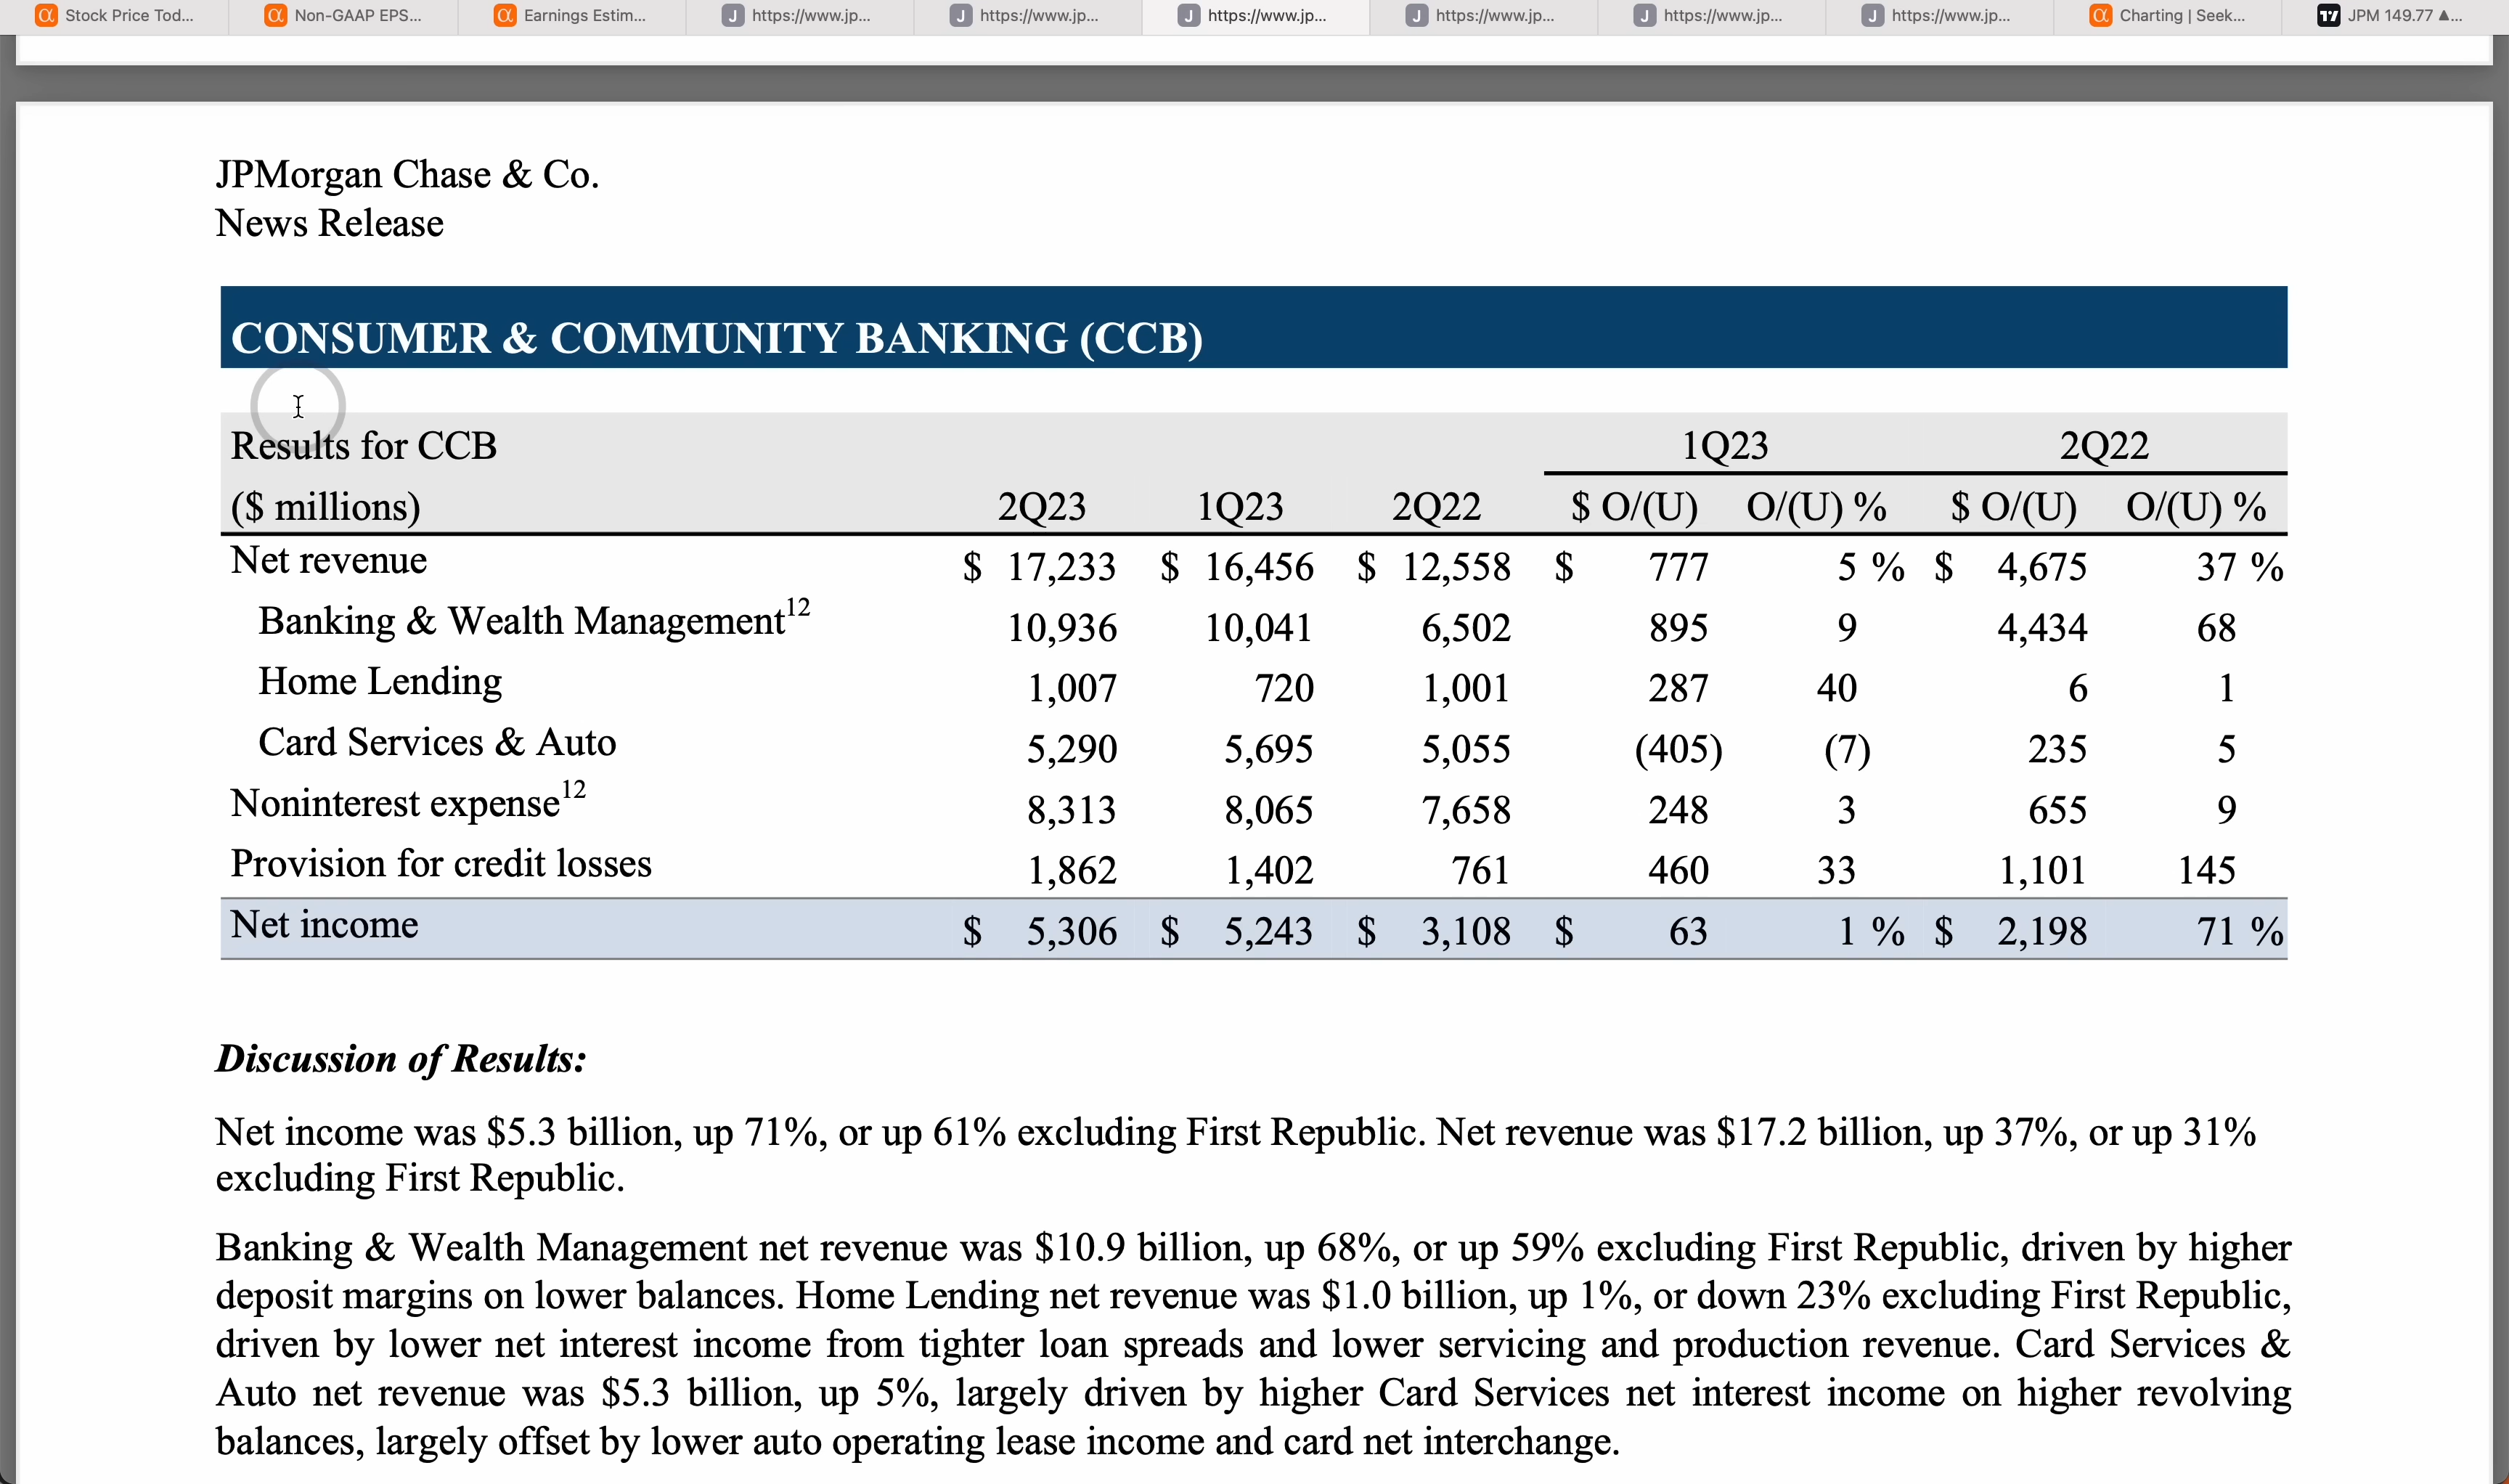 Stock Price Tod... Non-GAAP EPS... Earnings Estim... https://www.jp... https://www.jp... https://www.jp... https://www.jp... https://www.jp... https://www.jp... Charting | Seek... JPM 149.77 ▲...
JPMorgan Chase & Co.
News Release
CONSUMER & COMMUNITY BANKING (CCB)
Results for CCB 1Q23 2Q22
($ millions) 2Q23 1Q23 2Q22 $ O/(U) O/(U) % $ O/(U) O/(U) %
Net revenue $ 17,233 $ 16,456 $ 12,558 $ 777 5 % $ 4,675 37 %
Banking & Wealth Management12 10,936 10,041 6,502 895 9 4,434 68
Home Lending 1,007 720 1,001 287 40 6 1
Card Services & Auto 5,290 5,695 5,055 (405) (7) 235 5
Noninterest expense12 8,313 8,065 7,658 248 3 655 9
Provision for credit losses 1,862 1,402 761 460 33 1,101 145
Net income $ 5,306 $ 5,243 $ 3,108 $ 63 1 % $ 2,198 71 %
Discussion of Results:
Net income was $5.3 billion, up 71%, or up 61% excluding First Republic. Net revenue was $17.2 billion, up 37%, or up 31%
excluding First Republic.
Banking & Wealth Management net revenue was $10.9 billion, up 68%, or up 59% excluding First Republic, driven by higher
deposit margins on lower balances. Home Lending net revenue was $1.0 billion, up 1%, or down 23% excluding First Republic,
driven by lower net interest income from tighter loan spreads and lower servicing and production revenue. Card Services &
Auto net revenue was $5.3 billion, up 5%, largely driven by higher Card Services net interest income on higher revolving
balances, largely offset by lower auto operating lease income and card net interchange.